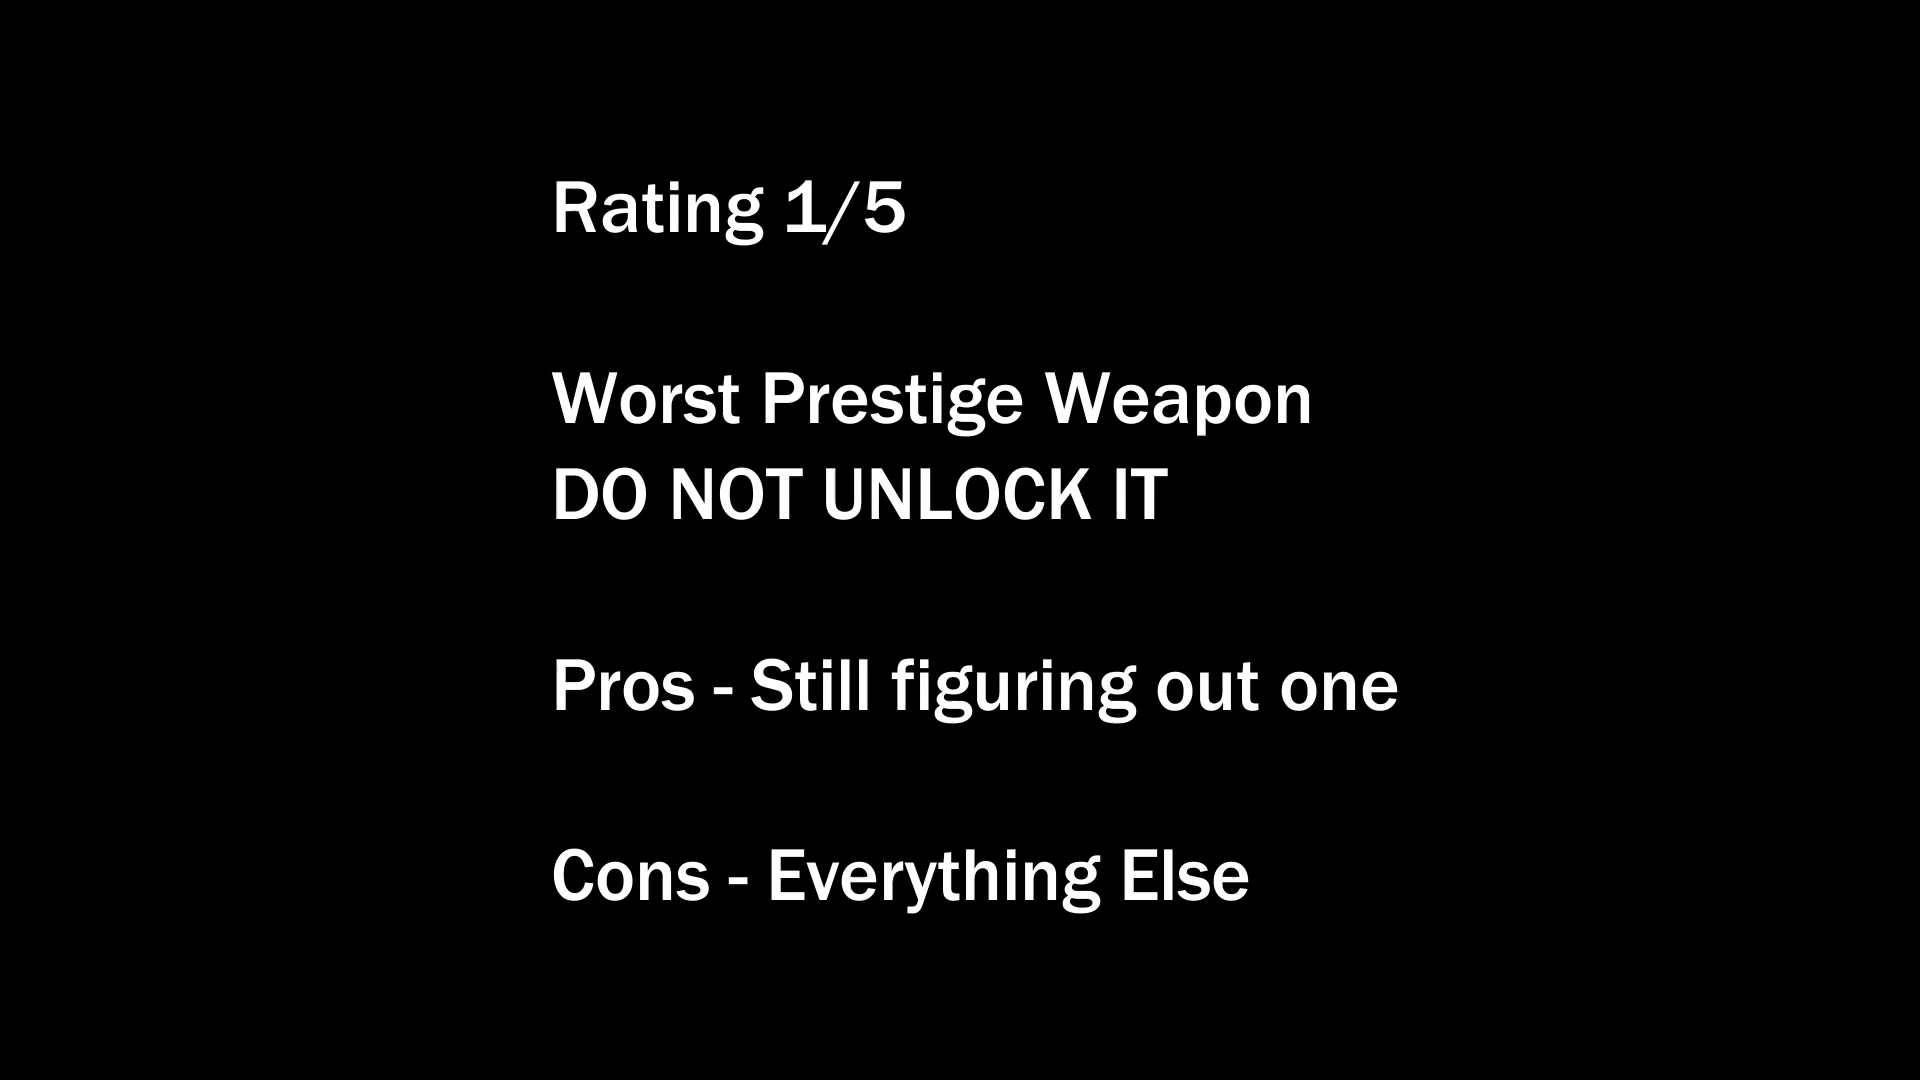 Rating 1/5
Worst Prestige Weapon
DO NOT UNLOCK IT
Pros - Still figuring out one
Cons - Everything Else